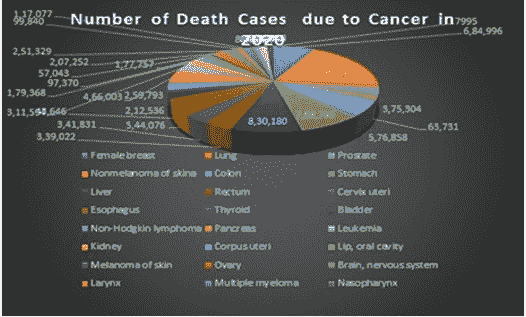 Number of Death Cases due to Cancer in
2020
1,17,077
99,840
7995
6,84,996
2,51,329
2,07,252
1,77,757
57,043
97,370
1,79,368
4,66,003
2,59,793
2,12,536
3,41,831
5,44,076
3,39,022
8,30,180
3,75,304
65,731
5,76,858
Female breast
Lung
Prostate
Nonmelanoma of skina
Colon
Stomach
Liver
Rectum
Cervix uteri
Esophagus
Thyroid
Bladder
Non-Hodgkin lymphoma
Pancreas
Leukemia
Kidney
Corpus uteri
Lip, oral cavity
Melanoma of skin
Ovary
Brain, nervous system
Larynx
Multiple myeloma
Nasopharynx